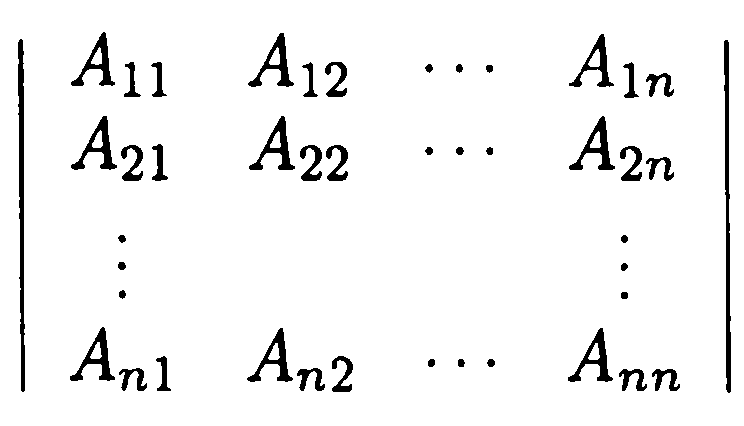 | A₁₁ A₁₂ ⋯ A₁ₙ |
| A₂₁ A₂₂ ⋯ A₂ₙ |
| ⋮ ⋮ |
| Aₙ₁ Aₙ₂ ⋯ Aₙₙ |